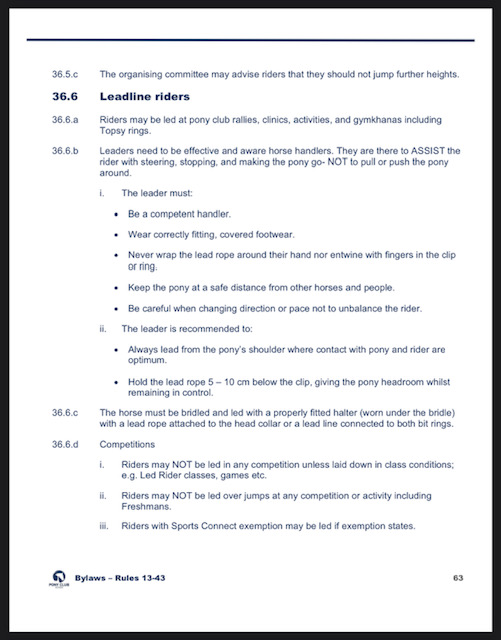 36.5.c The organising committee may advise riders that they should not jump further heights.
36.6 Leadline riders
36.6.a Riders may be led at pony club rallies, clinics, activities, and gymkhanas including
Topsy rings.
36.6.b Leaders need to be effective and aware horse handlers. They are there to ASSIST the
rider with steering, stopping, and making the pony go- NOT to pull or push the pony
around.
i. The leader must:
• Be a competent handler.
• Wear correctly fitting, covered footwear.
• Never wrap the lead rope around their hand nor entwine with fingers in the clip
or ring.
• Keep the pony at a safe distance from other horses and people.
• Be careful when changing direction or pace not to unbalance the rider.
ii. The leader is recommended to:
• Always lead from the pony's shoulder where contact with pony and rider are
optimum.
• Hold the lead rope 5 – 10 cm below the clip, giving the pony headroom whilst
remaining in control.
36.6.c The horse must be bridled and led with a properly fitted halter (worn under the bridle)
with a lead rope attached to the head collar or a lead line connected to both bit rings.
36.6.d Competitions
i. Riders may NOT be led in any competition unless laid down in class conditions;
e.g. Led Rider classes, games etc.
ii. Riders may NOT be led over jumps at any competition or activity including
Freshmans.
iii. Riders with Sports Connect exemption may be led if exemption states.
PONY CLUB
Bylaws – Rules 13-43 63